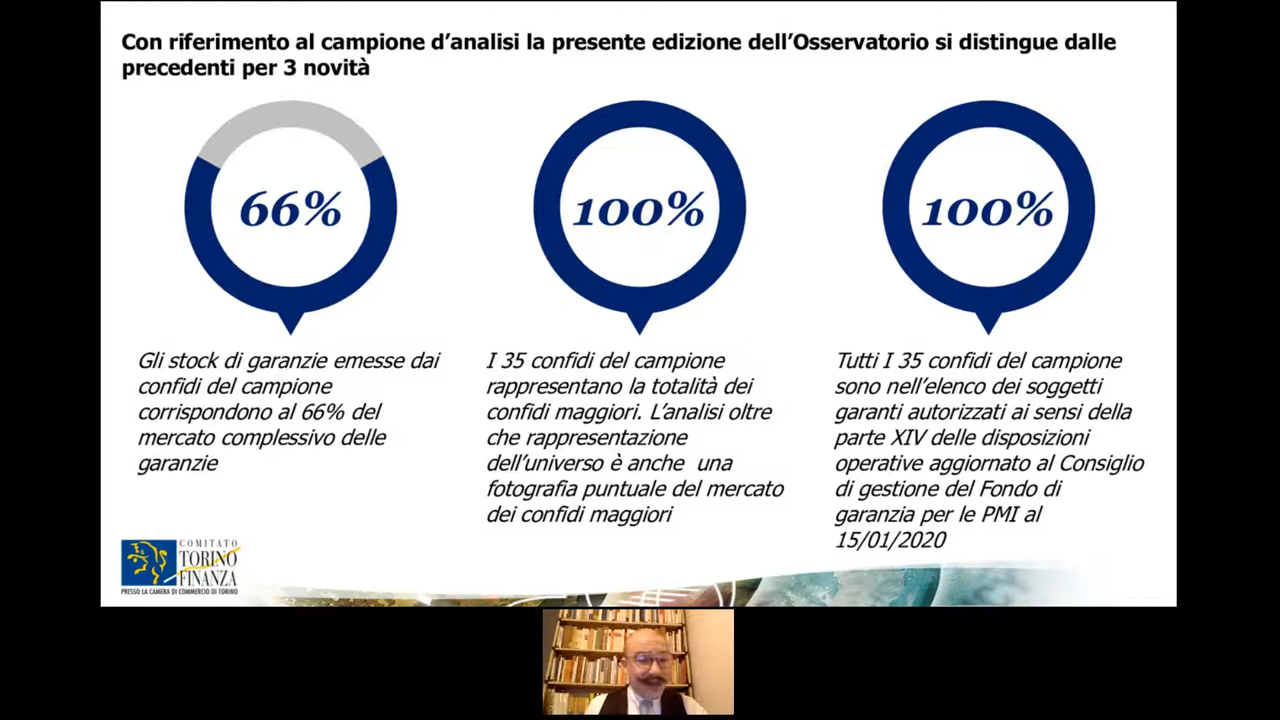 Con riferimento al campione d'analisi la presente edizione dell'Osservatorio si distingue dalle
precedenti per 3 novità
66%
100%
100%
Gli stock di garanzie emesse dai
confidi del campione
corrispondono al 66% del
mercato complessivo delle
garanzie
I 35 confidi del campione
rappresentano la totalità dei
confidi maggiori. L'analisi oltre
che rappresentazione
dell'universo è anche una
fotografia puntuale del mercato
dei confidi maggiori
Tutti I 35 confidi del campione
sono nell'elenco dei soggetti
garanti autorizzati ai sensi della
parte XIV delle disposizioni
operative aggiornato al Consiglio
di gestione del Fondo di
garanzia per le PMI al
15/01/2020
COMITATO
TORINO
FINANZA
PRESSO LA CAMERA DI COMMERCIO DI TORINO